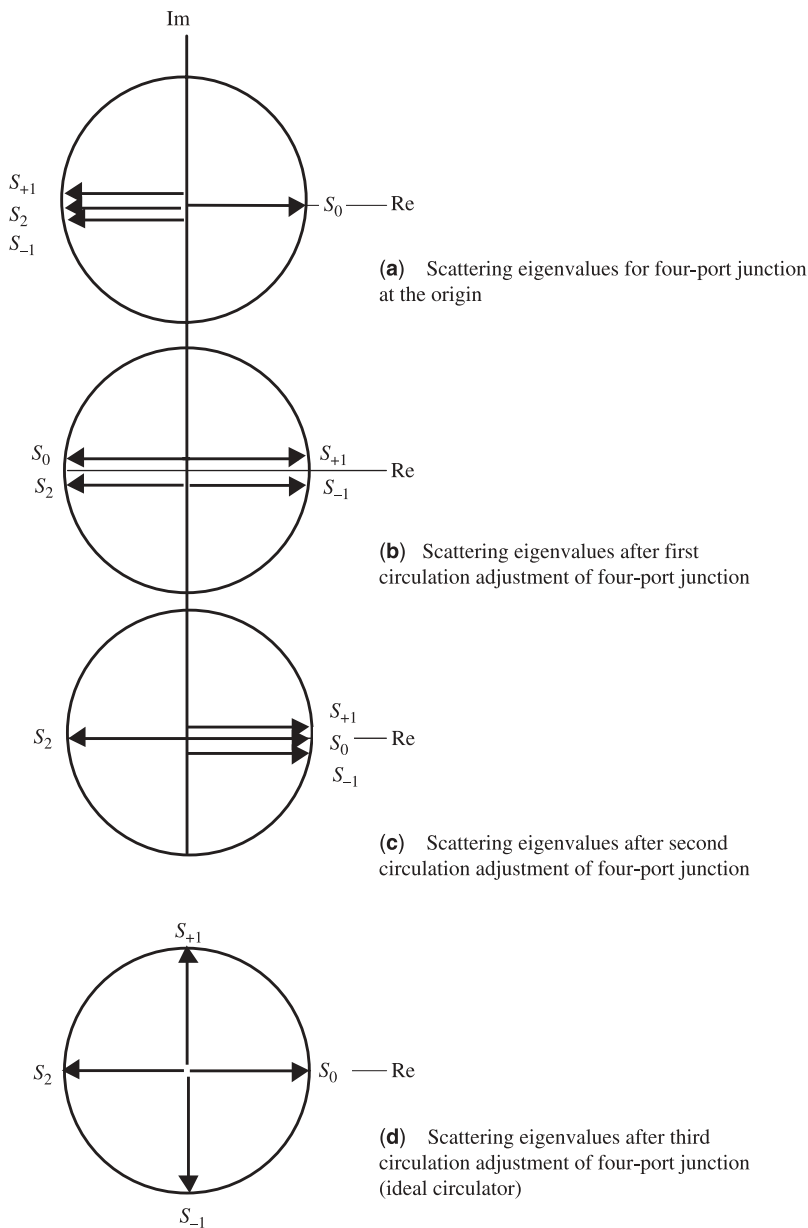 Im
S+1
S2
S−1
S0
Re
(a) Scattering eigenvalues for four-port junction
at the origin
S0
S+1
Re
S2
S−1
(b) Scattering eigenvalues after first
circulation adjustment of four-port junction
S+1
S2
S0
Re
S−1
(c) Scattering eigenvalues after second
circulation adjustment of four-port junction
S+1
S2
S0
Re
(d) Scattering eigenvalues after third
circulation adjustment of four-port junction
(ideal circulator)
S−1